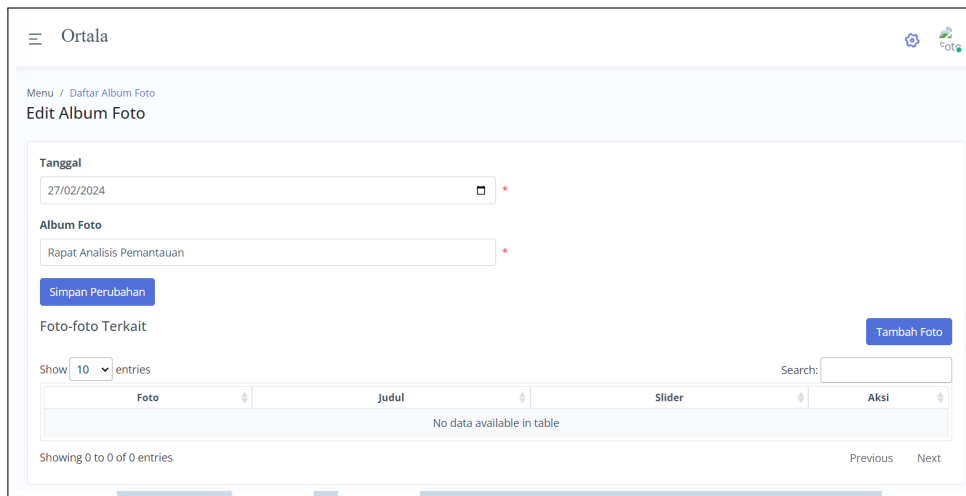 Ortala
Foto
Menu / Daftar Album Foto
Edit Album Foto
Tanggal
27/02/2024 *
Album Foto
Rapat Analisis Pemantauan *
Simpan Perubahan
Foto-foto Terkait
Tambah Foto
Show 10 entries
Search:
Foto Judul Slider Aksi
No data available in table
Showing 0 to 0 of 0 entries
Previous Next